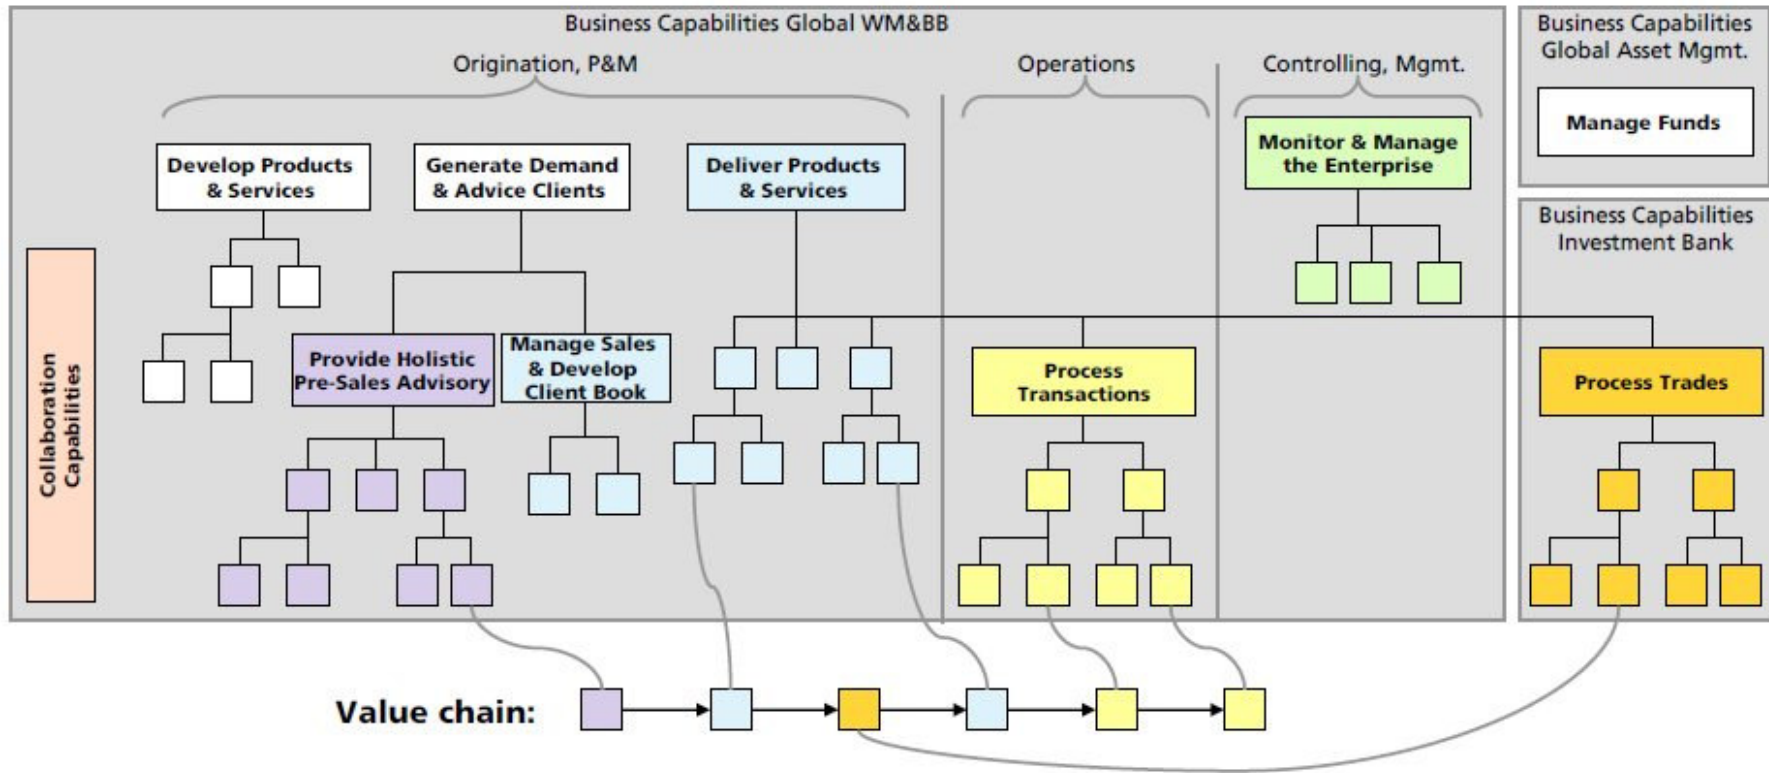 Business Capabilities Global WM&BB
Origination, P&M
Operations
Controlling, Mgmt.
Business Capabilities
Global Asset Mgmt.
Manage Funds
Develop Products
& Services
Generate Demand
& Advice Clients
Deliver Products
& Services
Monitor & Manage
the Enterprise
Business Capabilities
Investment Bank
Collaboration
Capabilities
Provide Holistic
Pre-Sales Advisory
Manage Sales
& Develop
Client Book
Process
Transactions
Process Trades
Value chain: